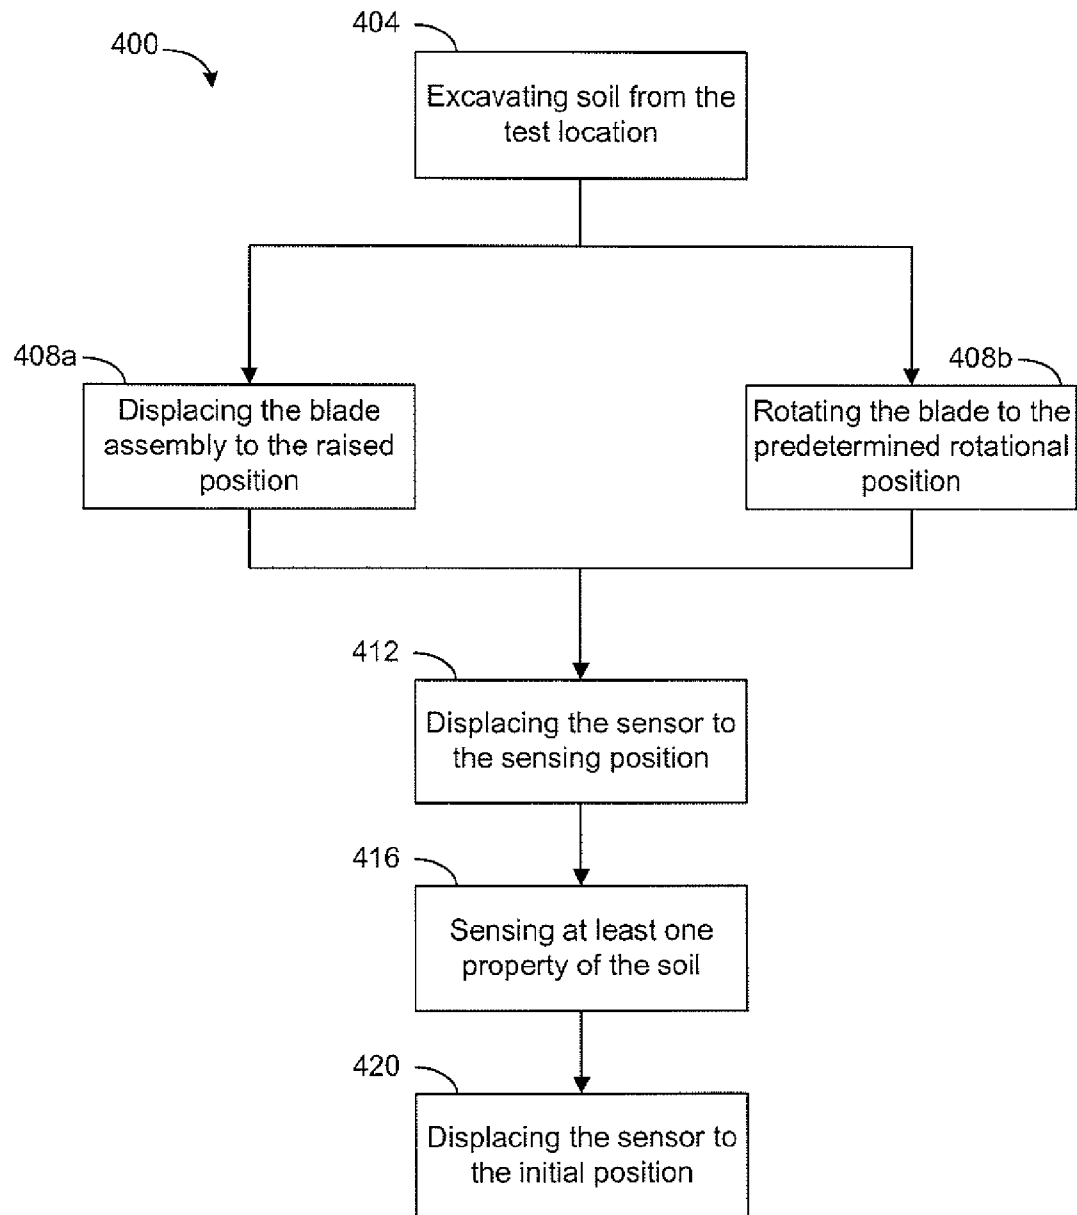 400
404
Excavating soil from the
test location
408a
Displacing the blade
assembly to the raised
position
408b
Rotating the blade to the
predetermined rotational
position
412
Displacing the sensor to
the sensing position
416
Sensing at least one
property of the soil
420
Displacing the sensor to
the initial position